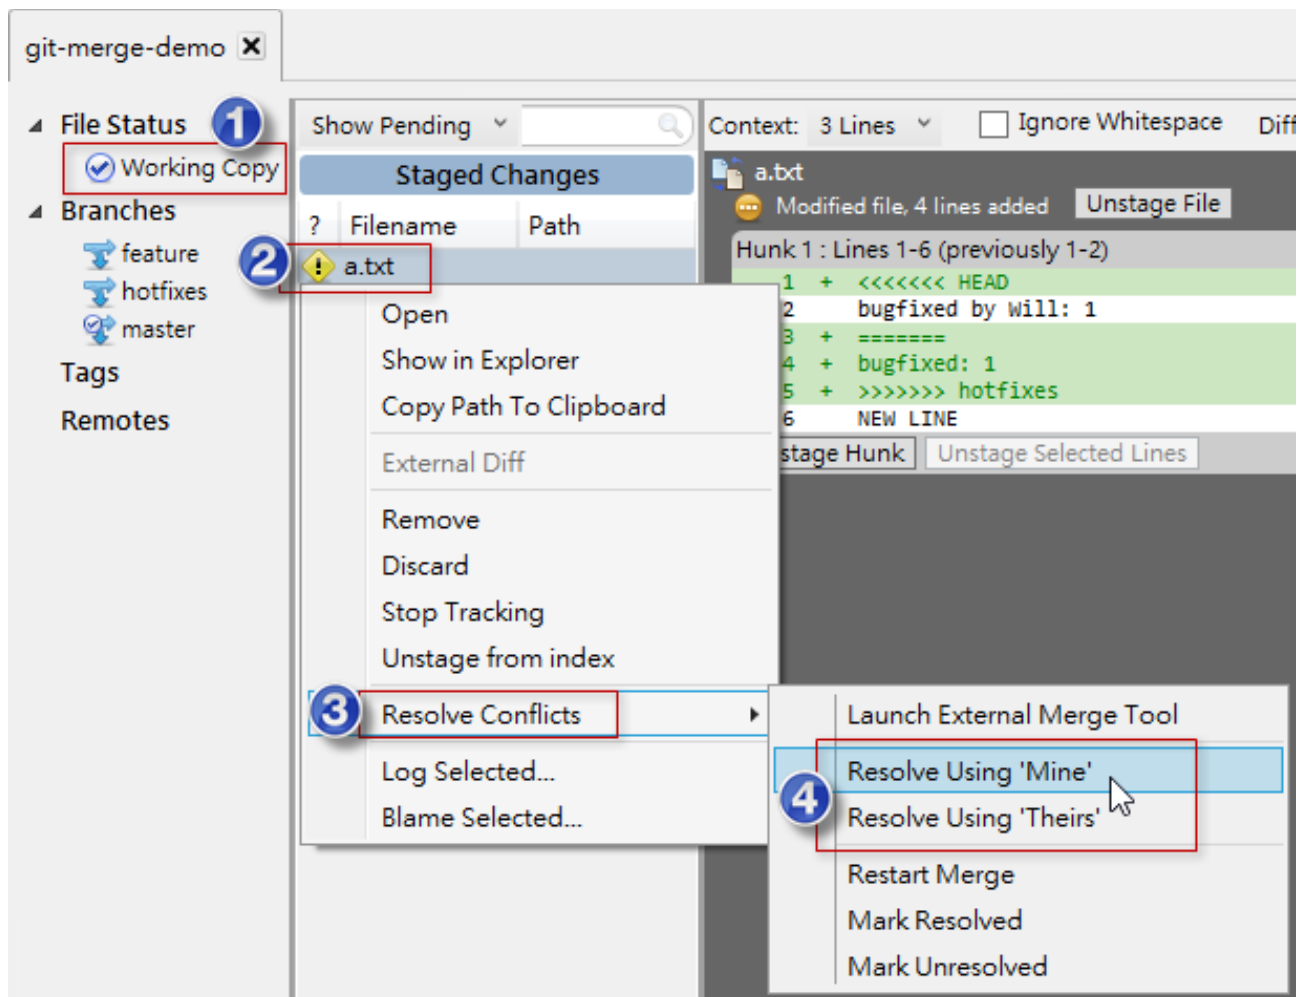 git-merge-demo
File Status 1
Working Copy
Branches
feature
hotfixes
master
Tags
Remotes
Show Pending
Staged Changes
? Filename Path
2 a.txt
Open
Show in Explorer
Copy Path To Clipboard
External Diff
Remove
Discard
Stop Tracking
Unstage from index
3 Resolve Conflicts
Log Selected...
Blame Selected...
Launch External Merge Tool
Resolve Using 'Mine'
4
Resolve Using 'Theirs'
Restart Merge
Mark Resolved
Mark Unresolved
Context: 3 Lines Ignore Whitespace Diff
a.txt
Modified file, 4 lines added Unstage File
Hunk 1 : Lines 1-6 (previously 1-2)
1 + <<<<<<< HEAD
2 bugfixed by Will: 1
3 + =======
4 + bugfixed: 1
5 + >>>>>>> hotfixes
6 NEW LINE
stage Hunk Unstage Selected Lines